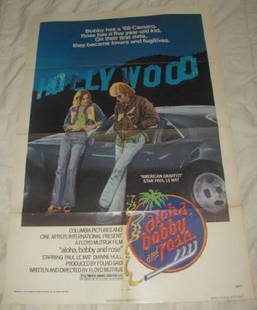 Bobby has a '68 Camaro.
Rose has a five year old kid.
On their first date,
they became lovers and fugitives.
HOLLYWOOD
"AMERICAN GRAFFITI"
STAR PAUL LE MAT
COLUMBIA PICTURES AND
CINE ARTISTS INTERNATIONAL PRESENT
A FLOYD MUTRUX FILM
"aloha, bobby and rose"
STARRING PAUL LE MAT DIANNE HULL
PRODUCED BY FOUAD SAID
WRITTEN AND DIRECTED BY FLOYD MUTRUX
aloha,
bobby
and
rose